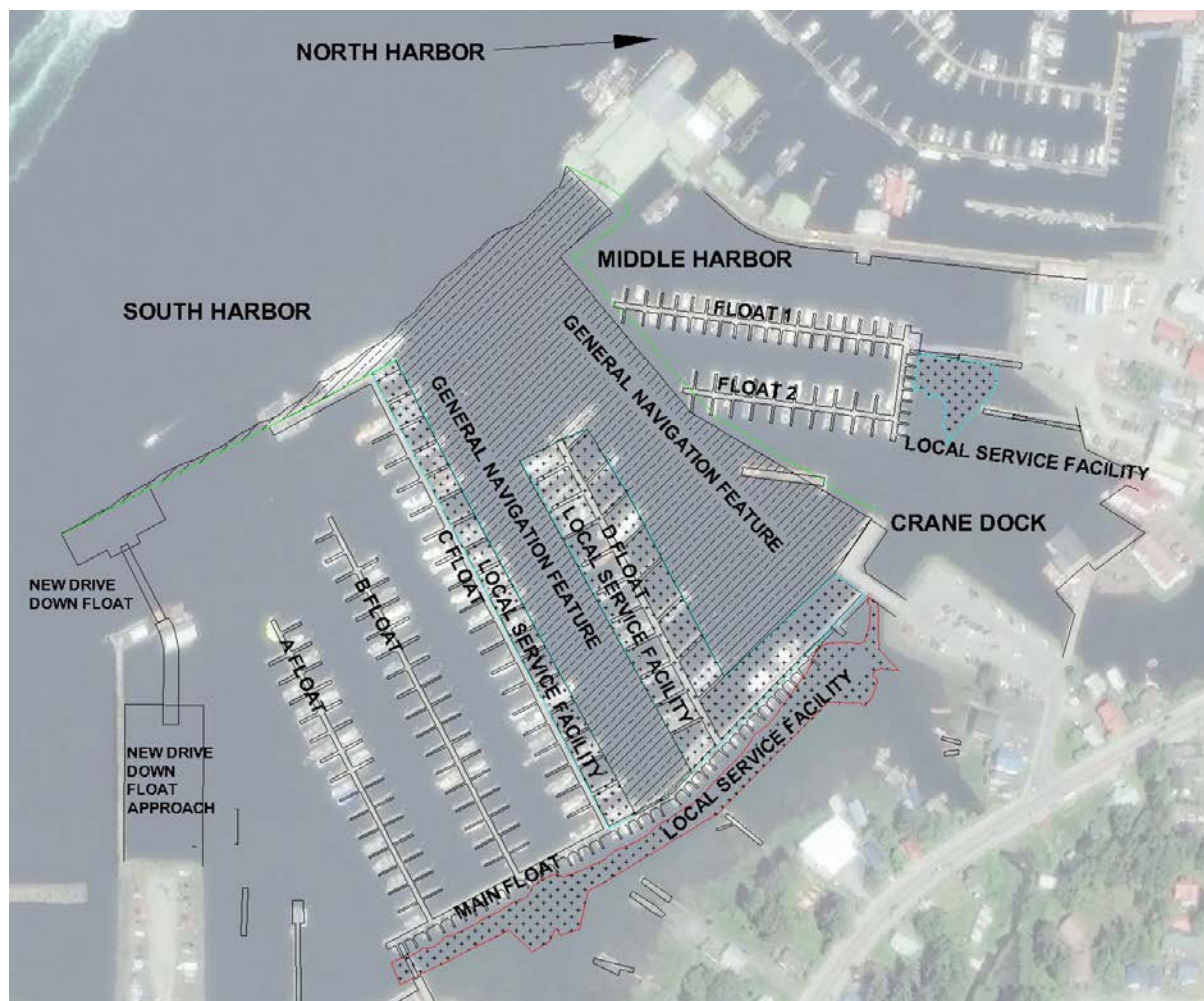 NORTH HARBOR
MIDDLE HARBOR
SOUTH HARBOR
FLOAT 1
GENERAL NAVIGATION FEATURE
FLOAT 2
GENERAL NAVIGATION FEATURE
LOCAL SERVICE FACILITY
CRANE DOCK
D FLOAT
LOCAL SERVICE FACILITY
C FLOAT
LOCAL SERVICE FACILITY
B FLOAT
A FLOAT
NEW DRIVE
DOWN FLOAT
NEW DRIVE
DOWN
FLOAT
APPROACH
LOCAL SERVICE FACILITY
MAIN FLOAT